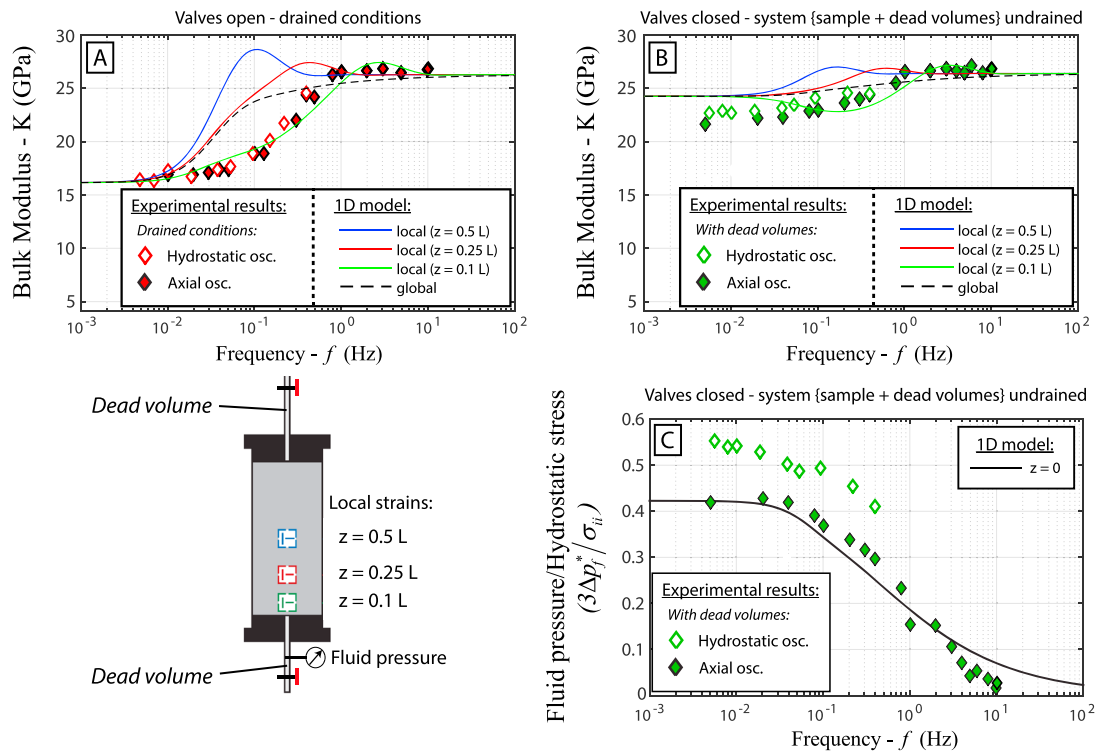 Valves open - drained conditions
A
Bulk Modulus - K (GPa)
30
25
20
15
10
5
Experimental results:
Drained conditions:
Hydrostatic osc.
Axial osc.
1D model:
local (z = 0.5 L)
local (z = 0.25 L)
local (z = 0.1 L)
global
10^-3 10^-2 10^-1 10^0 10^1 10^2
Frequency - f (Hz)
Valves closed - system {sample + dead volumes} undrained
B
Bulk Modulus - K (GPa)
30
25
20
15
10
5
Experimental results:
With dead volumes:
Hydrostatic osc.
Axial osc.
1D model:
local (z = 0.5 L)
local (z = 0.25 L)
local (z = 0.1 L)
global
10^-3 10^-2 10^-1 10^0 10^1 10^2
Frequency - f (Hz)
Dead volume
Local strains:
z = 0.5 L
z = 0.25 L
z = 0.1 L
Fluid pressure
Dead volume
Valves closed - system {sample + dead volumes} undrained
C
Fluid pressure/Hydrostatic stress
(3Δp_f^*/σ_ii)
0.6
0.5
0.4
0.3
0.2
0.1
0
1D model:
z = 0
Experimental results:
With dead volumes:
Hydrostatic osc.
Axial osc.
10^-3 10^-2 10^-1 10^0 10^1 10^2
Frequency - f (Hz)